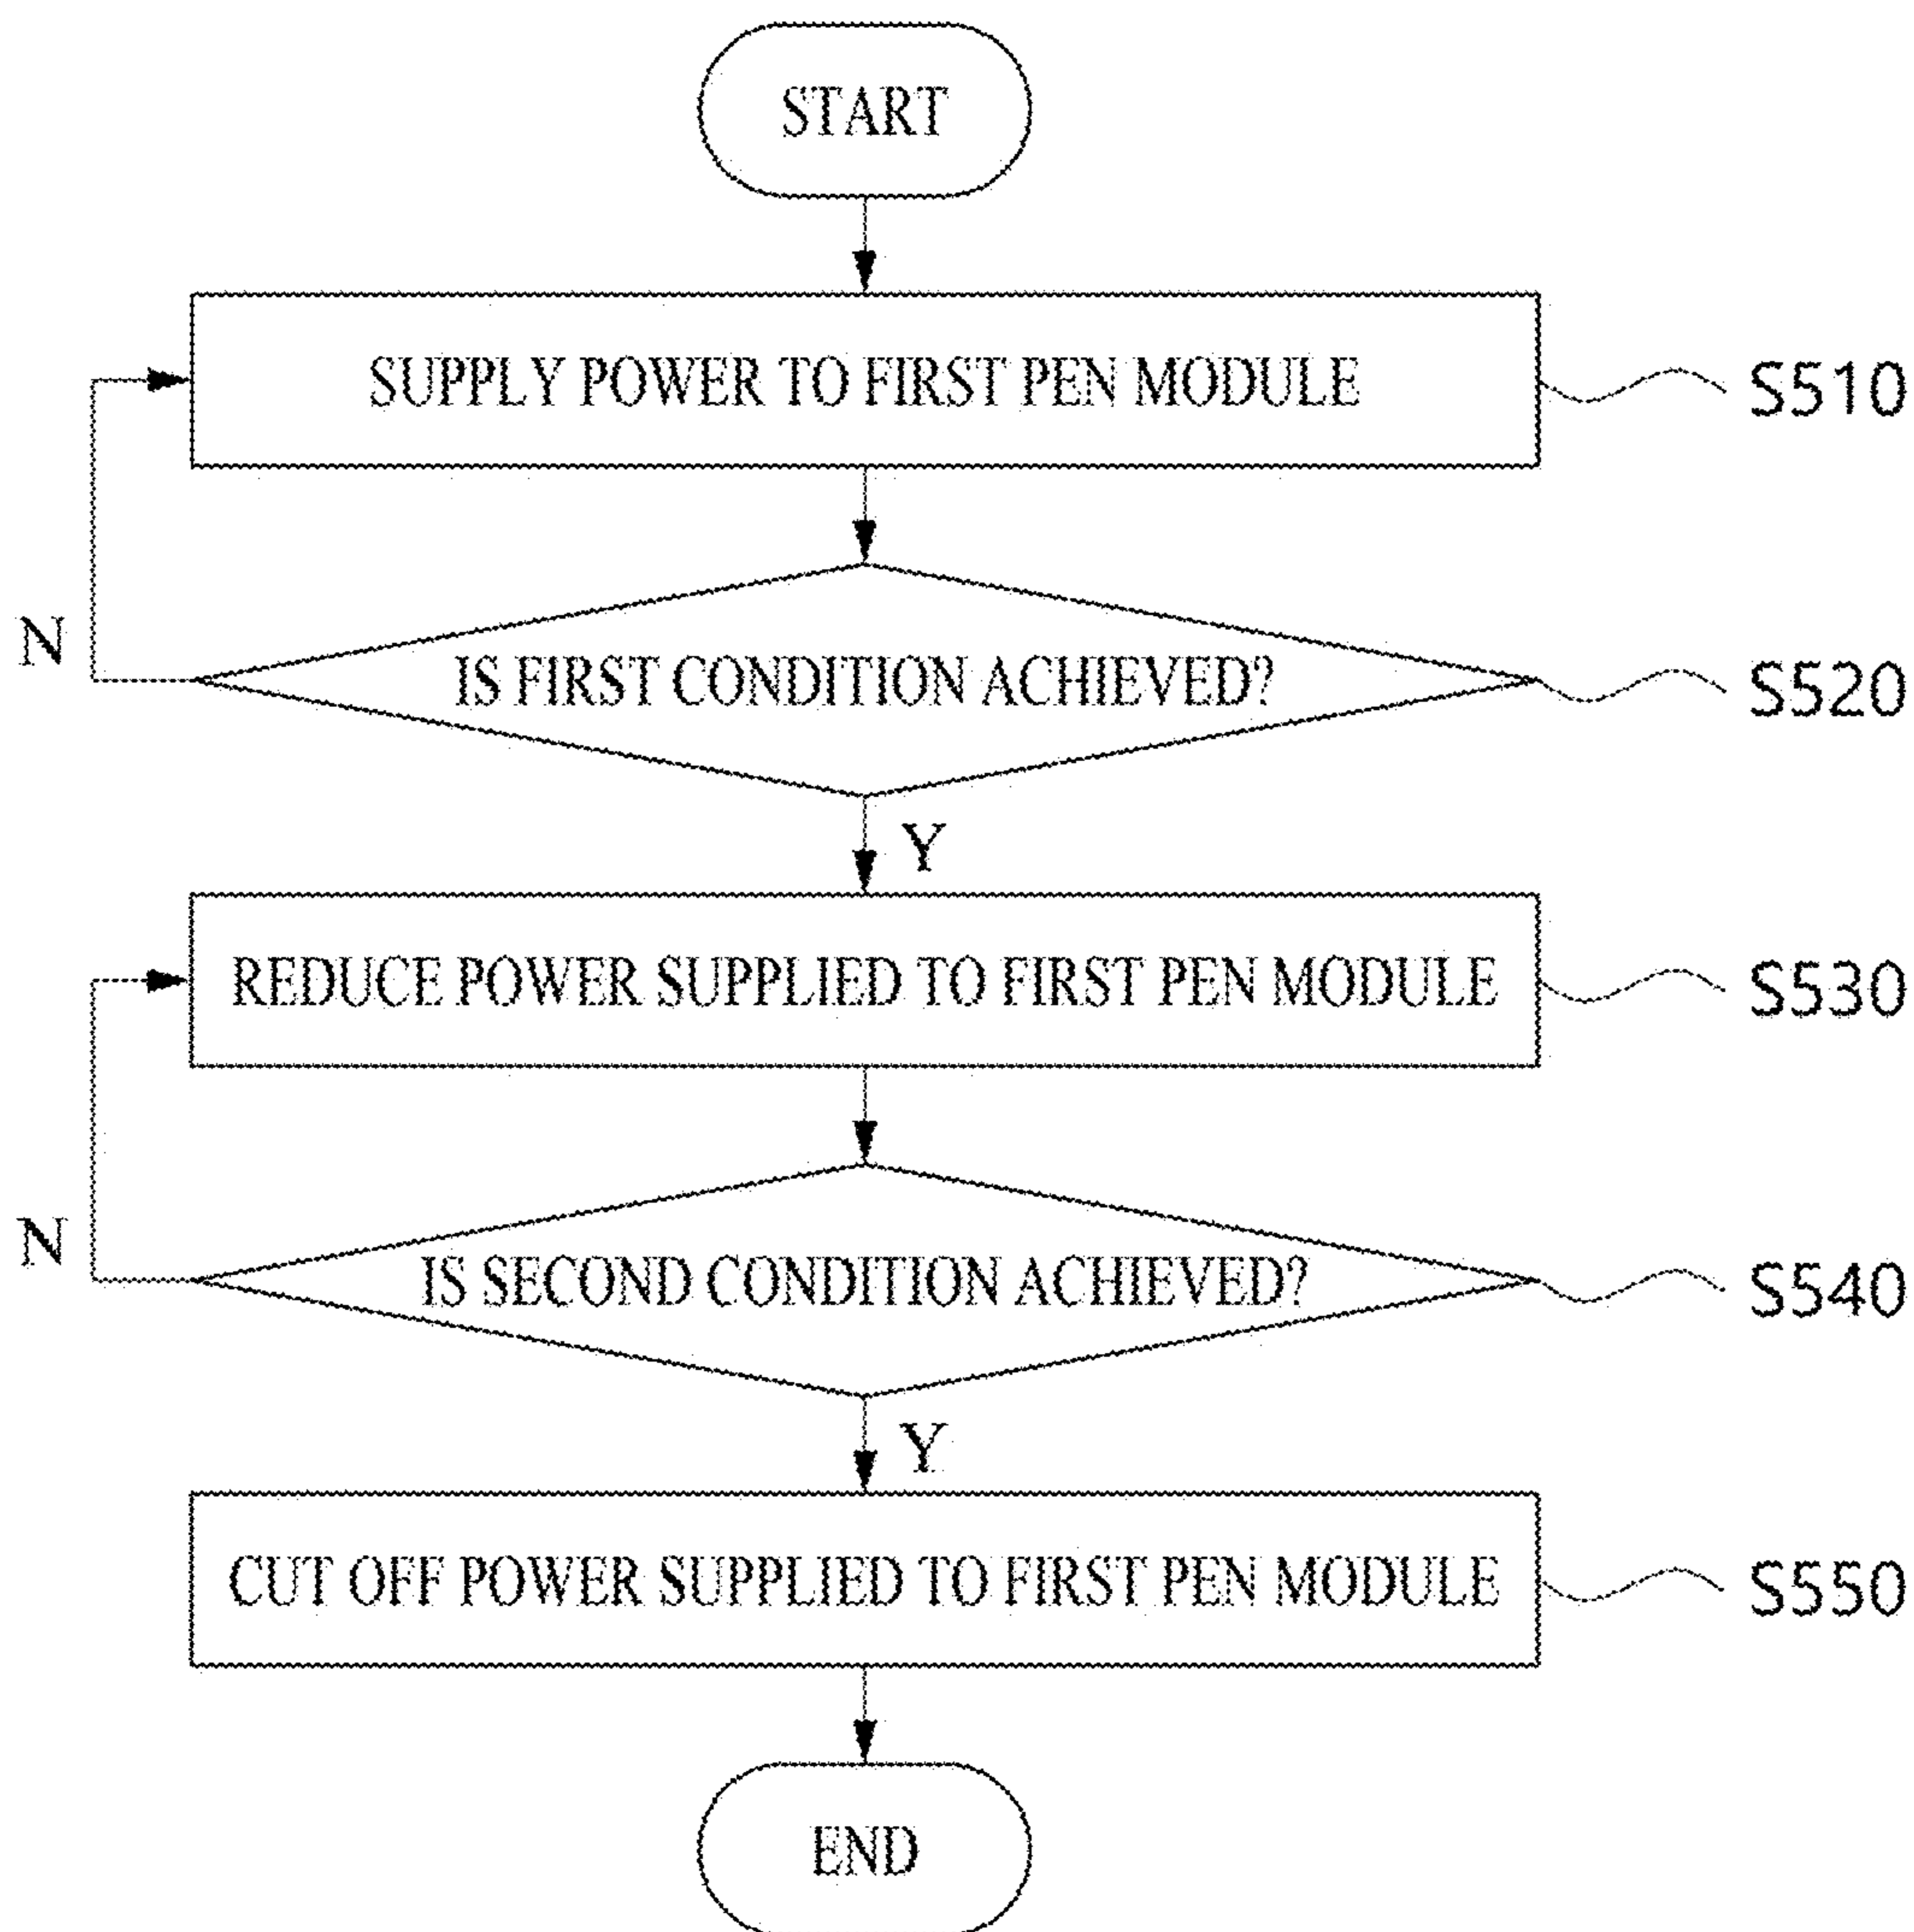 START
SUPPLY POWER TO FIRST PEN MODULE
S510
N
IS FIRST CONDITION ACHIEVED?
S520
Y
REDUCE POWER SUPPLIED TO FIRST PEN MODULE
S530
N
IS SECOND CONDITION ACHIEVED?
S540
Y
CUT OFF POWER SUPPLIED TO FIRST PEN MODULE
S550
END